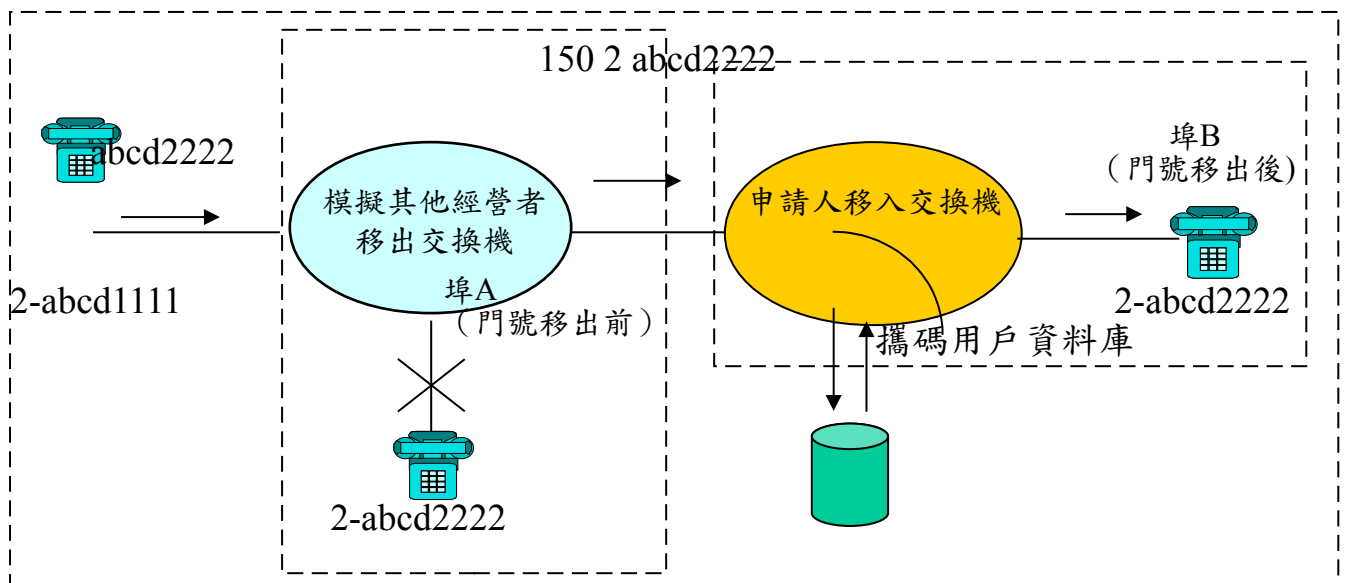 150 2 abcd2222
abcd2222
2-abcd1111
模擬其他經營者
移出交換機
埠A
（門號移出前）
2-abcd2222
申請人移入交換機
埠B
（門號移出後)
2-abcd2222
攜碼用戶資料庫